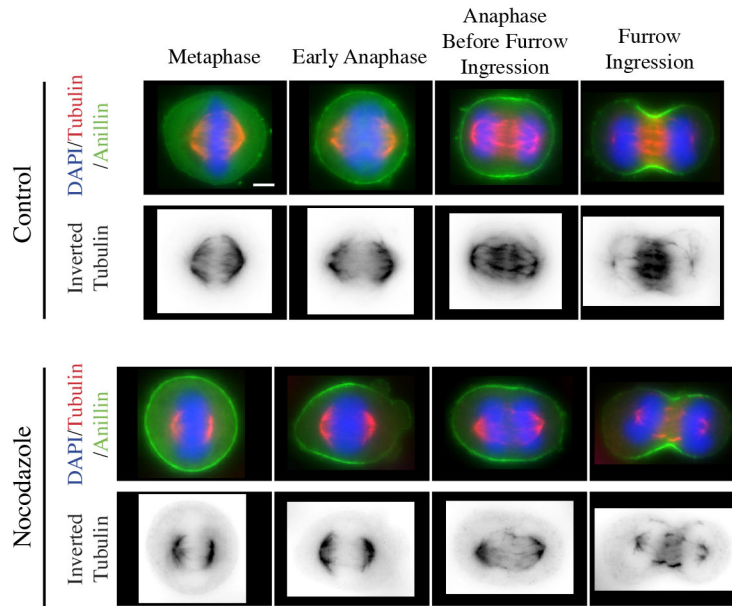 Metaphase
Early Anaphase
Anaphase
Before Furrow
Ingression
Furrow
Ingression
Control
DAPI/Tubulin
/Anillin
Inverted
Tubulin
Nocodazole
DAPI/Tubulin
/Anillin
Inverted
Tubulin